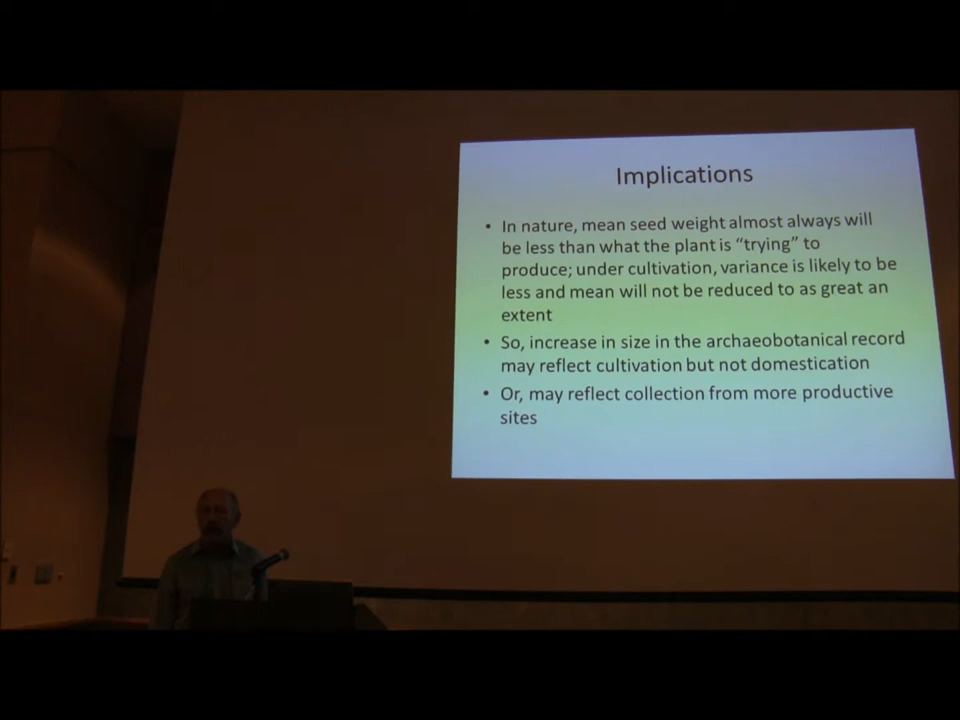 Implications
• In nature, mean seed weight almost always will
be less than what the plant is “trying” to
produce; under cultivation, variance is likely to be
less and mean will not be reduced to as great an
extent
• So, increase in size in the archaeobotanical record
may reflect cultivation but not domestication
• Or, may reflect collection from more productive
sites